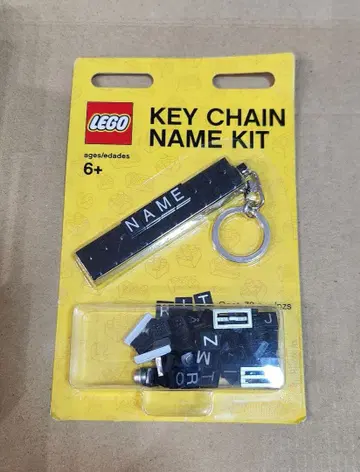 LEGO
KEY CHAIN
NAME KIT
ages/edades
6+
NAME
R I T
J
N
Z M
T R O T
I